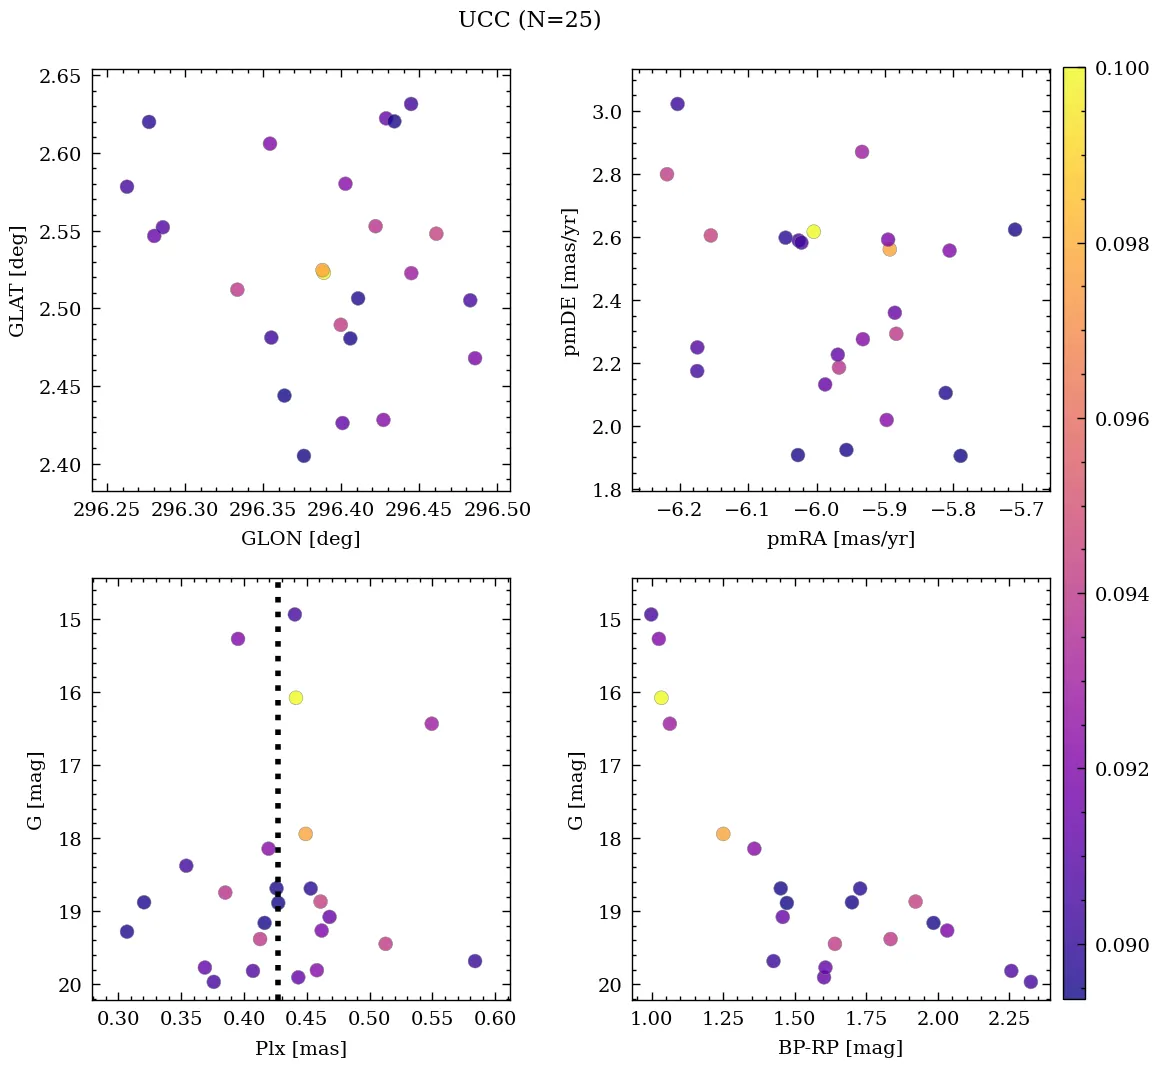 UCC (N=25)
2.65
2.60
2.55
2.50
2.45
2.40
GLAT [deg]
296.25 296.30 296.35 296.40 296.45 296.50
GLON [deg]
3.0
2.8
2.6
2.4
2.2
2.0
1.8
pmDE [mas/yr]
−6.2 −6.1 −6.0 −5.9 −5.8 −5.7
pmRA [mas/yr]
0.100
0.098
0.096
0.094
0.092
0.090
15
16
17
18
19
20
G [mag]
0.30 0.35 0.40 0.45 0.50 0.55 0.60
Plx [mas]
15
16
17
18
19
20
G [mag]
1.00 1.25 1.50 1.75 2.00 2.25
BP-RP [mag]